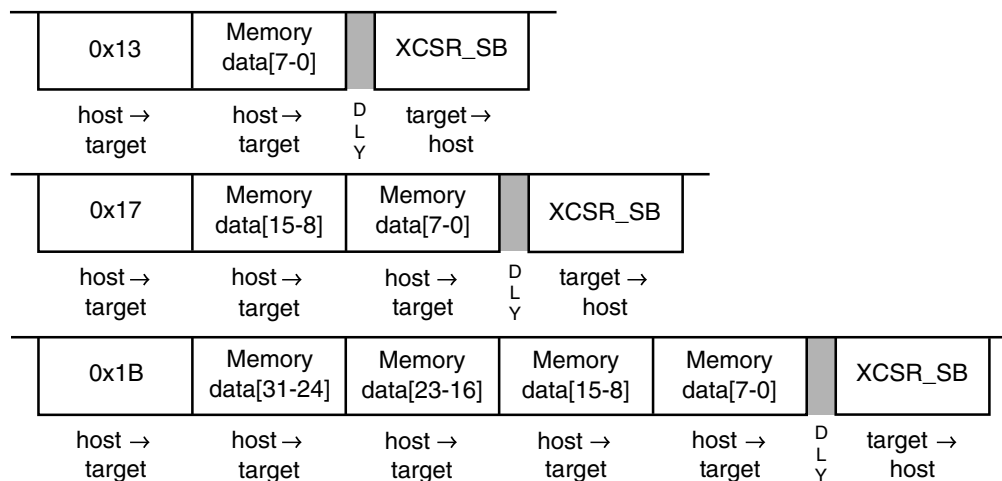 0x13 Memory data[7-0] XCSR_SB
host → target host → target D L Y target → host
0x17 Memory data[15-8] Memory data[7-0] XCSR_SB
host → target host → target host → target D L Y target → host
0x1B Memory data[31-24] Memory data[23-16] Memory data[15-8] Memory data[7-0] XCSR_SB
host → target host → target host → target host → target host → target D L Y target → host